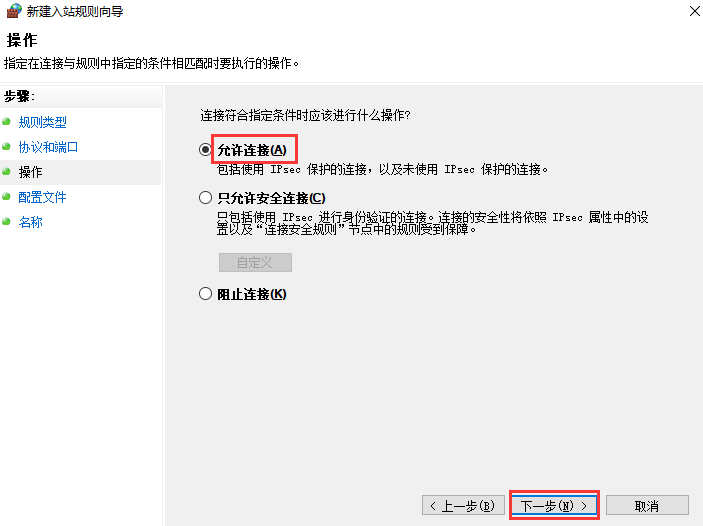 新建入站规则向导
操作
指定在连接与规则中指定的条件相匹配时要执行的操作。
步骤:
规则类型
协议和端口
操作
配置文件
名称
连接符合指定条件时应该进行什么操作?
允许连接(A)
包括使用 IPsec 保护的连接，以及未使用 IPsec 保护的连接。
只允许安全连接(C)
只包括使用 IPsec 进行身份验证的连接。连接的安全性将依照 IPsec 属性中的设
置以及“连接安全规则”节点中的规则受到保障。
自定义
阻止连接(K)
< 上一步(B)
下一步(N) >
取消